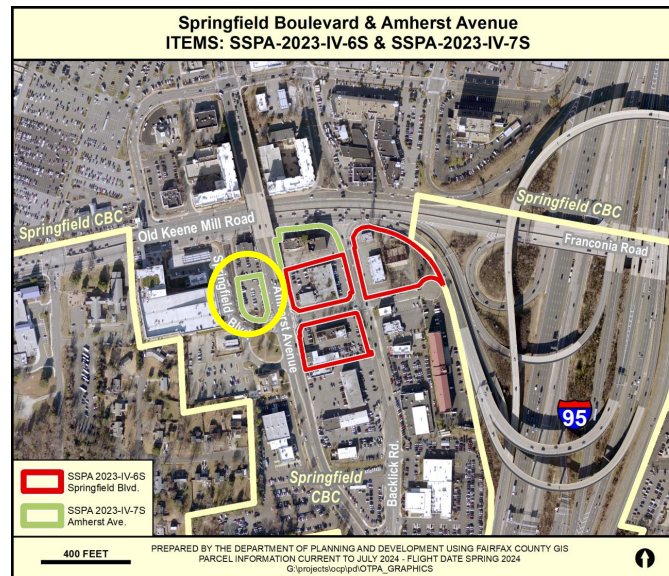 Springfield Boulevard & Amherst Avenue
ITEMS: SSPA-2023-IV-6S & SSPA-2023-IV-7S
Springfield CBC
Springfield CBC
Old Keene Mill Road
Franconia Road
Springfield Blv
Amherst Avenue
95
Springfield
CBC
Backlick Rd.
SSPA 2023-IV-6S
Springfield Blvd.
SSPA 2023-IV-7S
Amherst Ave.
400 FEET
PREPARED BY THE DEPARTMENT OF PLANNING AND DEVELOPMENT USING FAIRFAX COUNTY GIS
PARCEL INFORMATION CURRENT TO JULY 2024 - FLIGHT DATE SPRING 2024
G:\projects\ocp\pd\OTPA_GRAPHICS